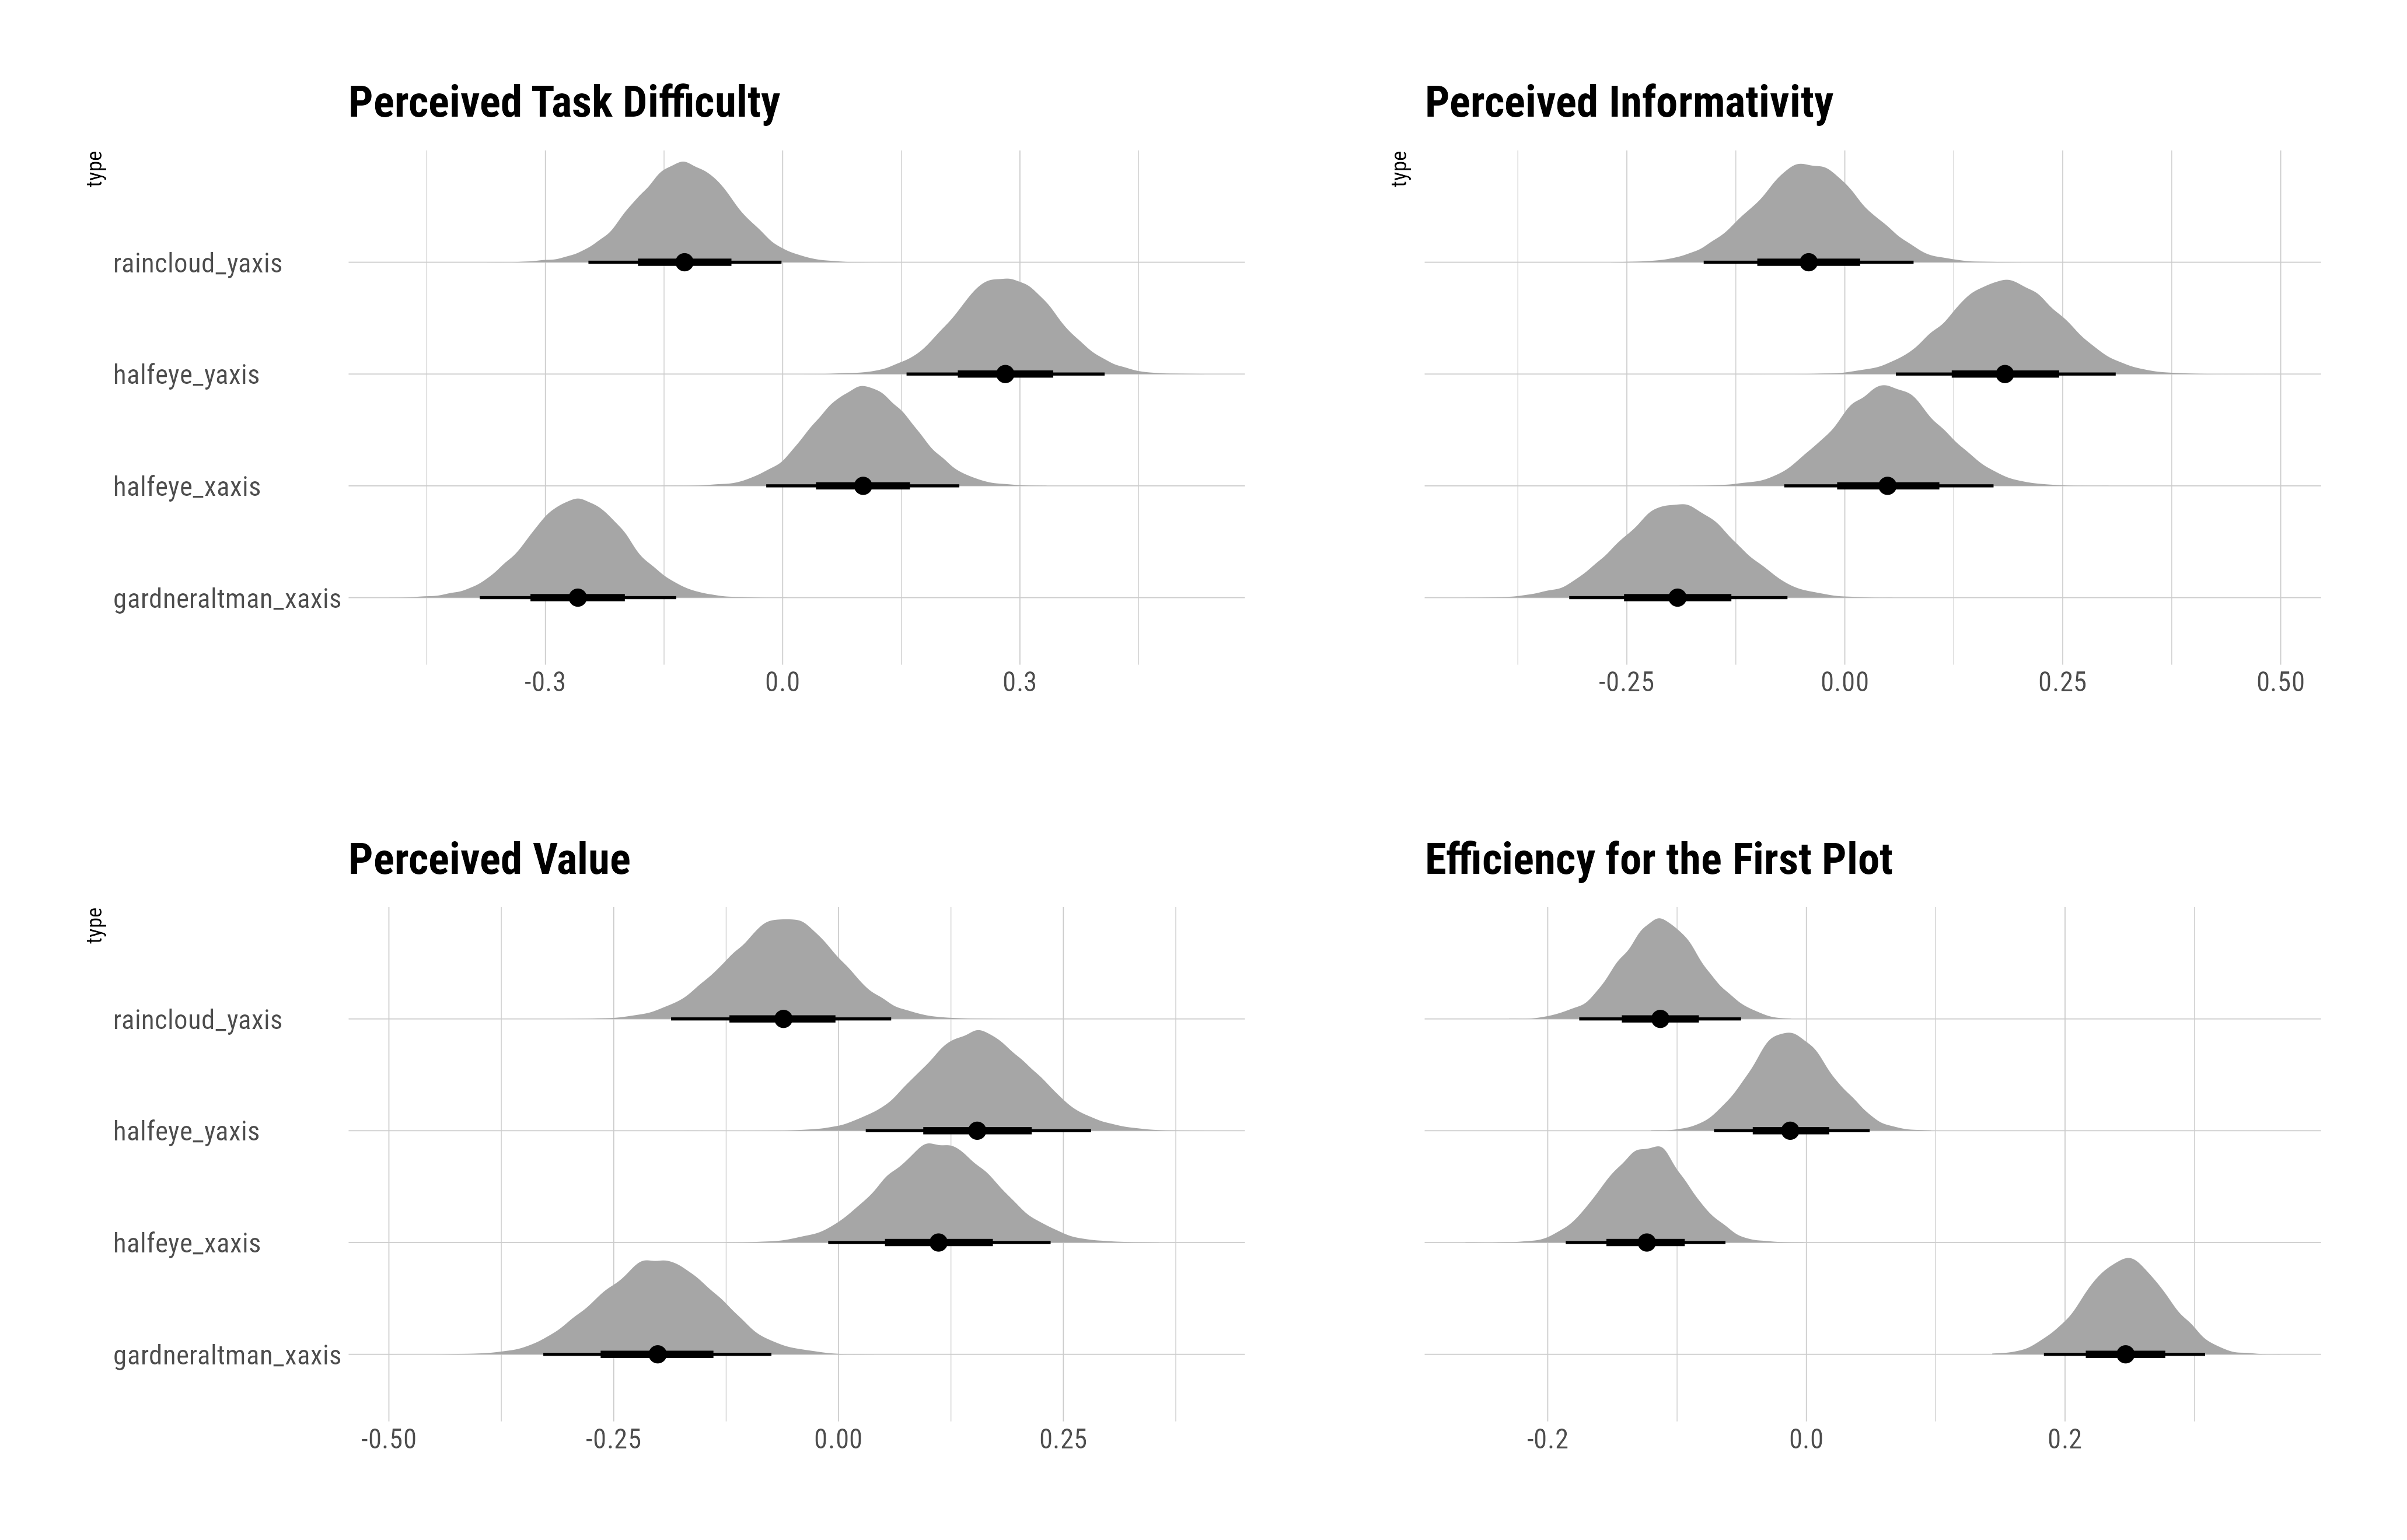 Perceived Task Difficulty
type
raincloud_yaxis
halfeye_yaxis
halfeye_xaxis
gardneraltman_xaxis
-0.3 0.0 0.3
Perceived Informativity
type
-0.25 0.00 0.25 0.50
Perceived Value
type
raincloud_yaxis
halfeye_yaxis
halfeye_xaxis
gardneraltman_xaxis
-0.50 -0.25 0.00 0.25
Efficiency for the First Plot
-0.2 0.0 0.2